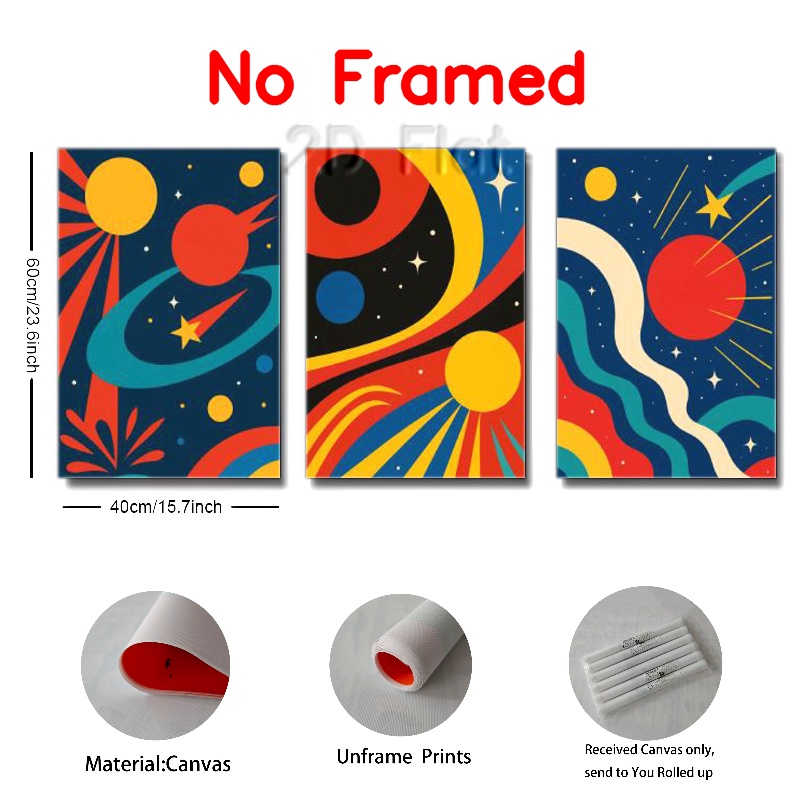 No Framed
2D Flat
60cm/23.6inch
40cm/15.7inch
Material:Canvas
Unframe Prints
Received Canvas only,
send to You Rolled up